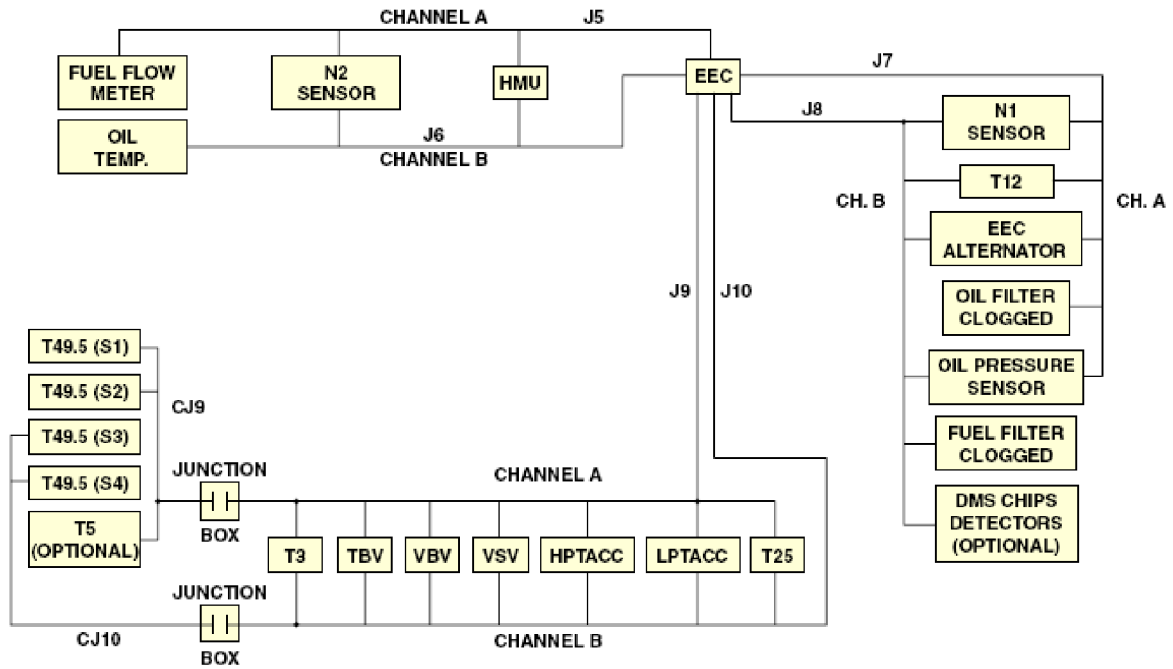 CHANNEL A
J5
FUEL FLOW
METER
N2
SENSOR
HMU
EEC
J7
OIL
TEMP.
J6
CHANNEL B
J8
N1
SENSOR
T12
CH. B
CH. A
EEC
ALTERNATOR
J9
J10
OIL FILTER
CLOGGED
OIL PRESSURE
SENSOR
FUEL FILTER
CLOGGED
DMS CHIPS
DETECTORS
(OPTIONAL)
T49.5 (S1)
T49.5 (S2)
CJ9
T49.5 (S3)
T49.5 (S4)
T5
(OPTIONAL)
JUNCTION
BOX
CHANNEL A
T3
TBV
VBV
VSV
HPTACC
LPTACC
T25
JUNCTION
BOX
CJ10
CHANNEL B